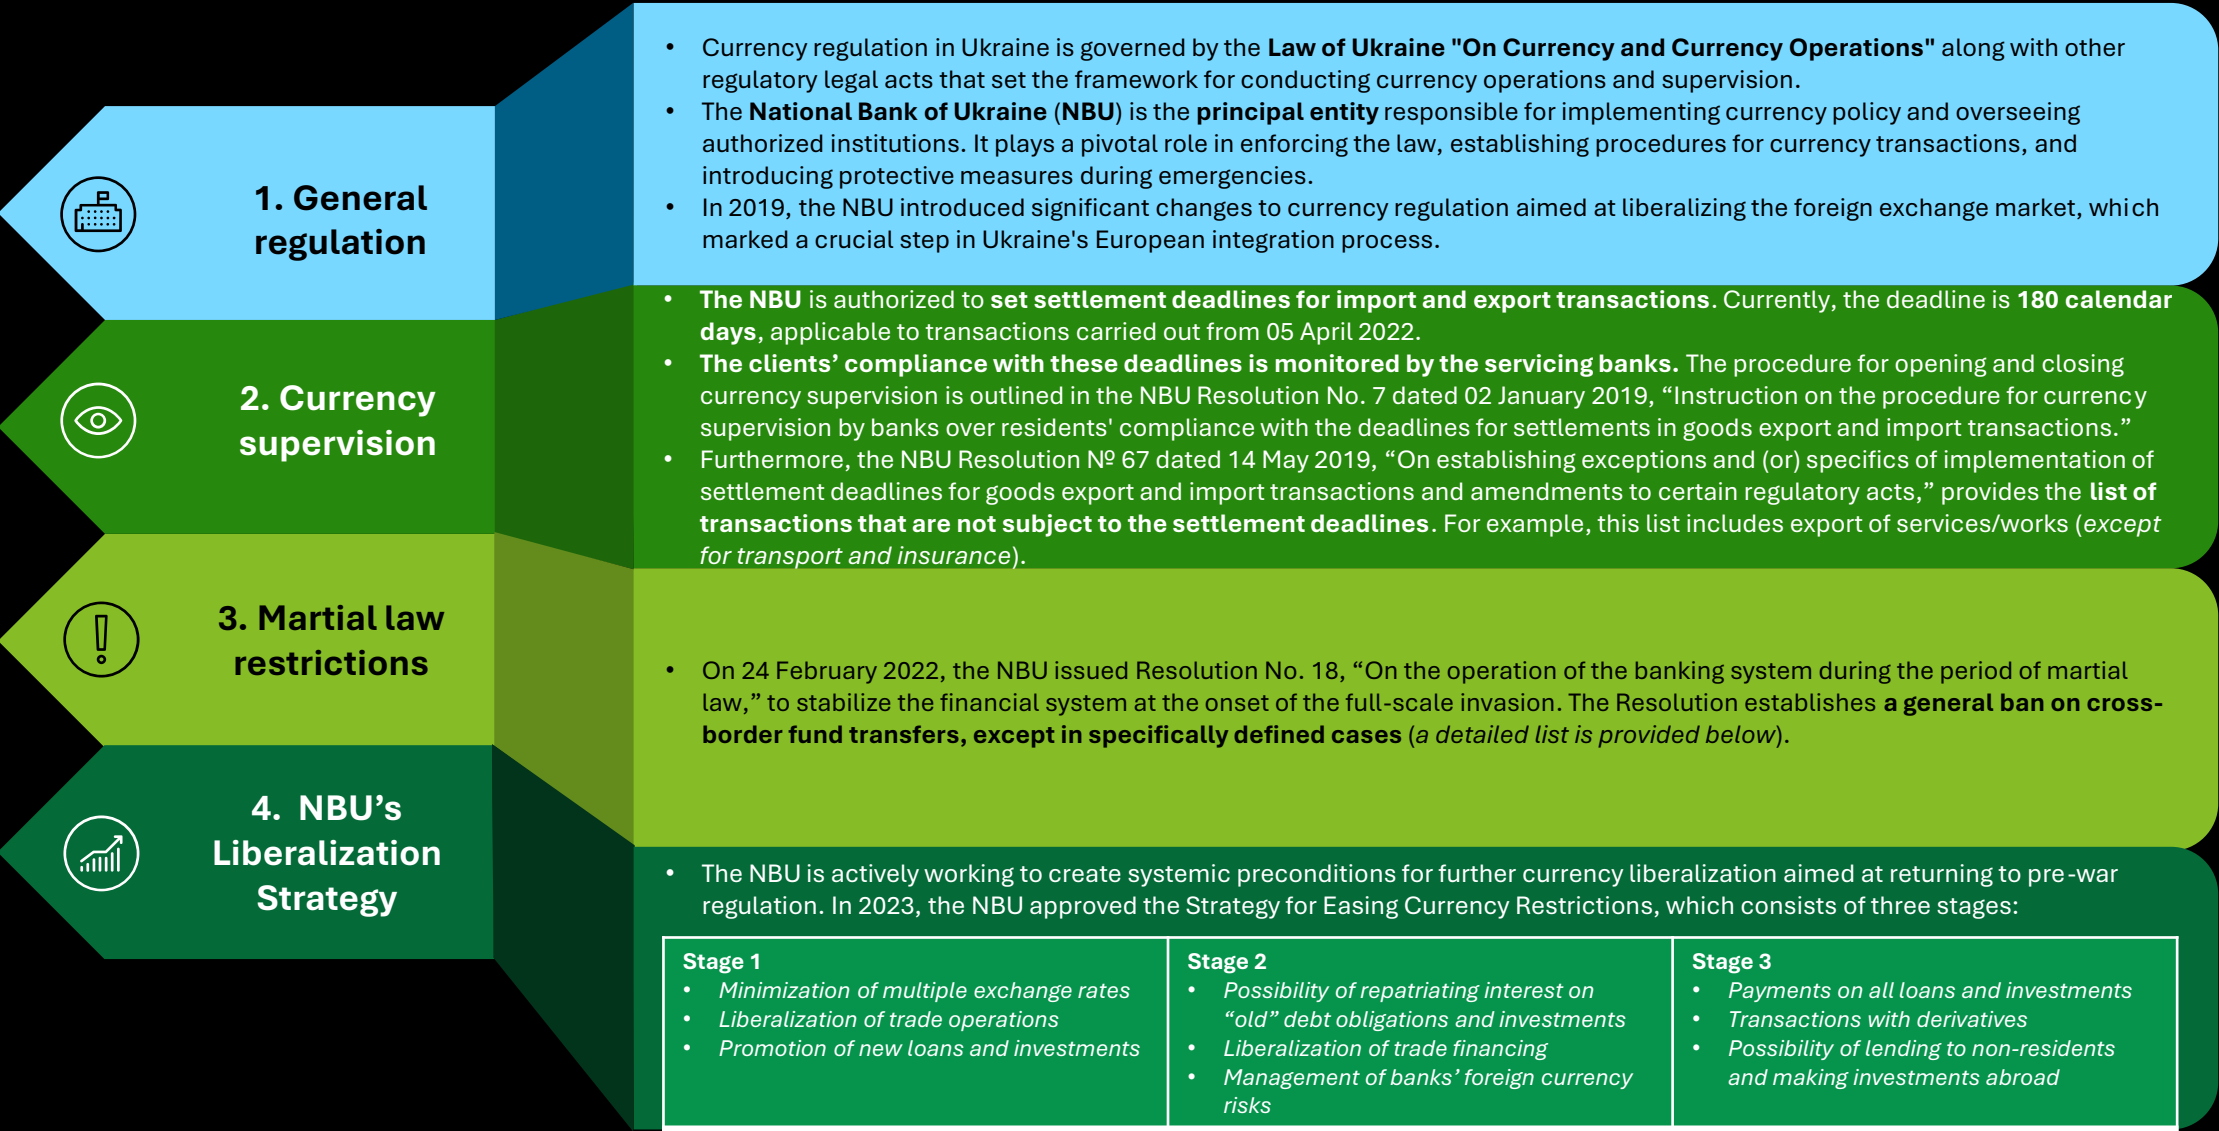 1. General
regulation
• Currency regulation in Ukraine is governed by the Law of Ukraine "On Currency and Currency Operations" along with other
regulatory legal acts that set the framework for conducting currency operations and supervision.
• The National Bank of Ukraine (NBU) is the principal entity responsible for implementing currency policy and overseeing
authorized institutions. It plays a pivotal role in enforcing the law, establishing procedures for currency transactions, and
introducing protective measures during emergencies.
• In 2019, the NBU introduced significant changes to currency regulation aimed at liberalizing the foreign exchange market, which
marked a crucial step in Ukraine's European integration process.
2. Currency
supervision
• The NBU is authorized to set settlement deadlines for import and export transactions. Currently, the deadline is 180 calendar
days, applicable to transactions carried out from 05 April 2022.
• The clients’ compliance with these deadlines is monitored by the servicing banks. The procedure for opening and closing
currency supervision is outlined in the NBU Resolution No. 7 dated 02 January 2019, “Instruction on the procedure for currency
supervision by banks over residents' compliance with the deadlines for settlements in goods export and import transactions.”
• Furthermore, the NBU Resolution № 67 dated 14 May 2019, “On establishing exceptions and (or) specifics of implementation of
settlement deadlines for goods export and import transactions and amendments to certain regulatory acts,” provides the list of
transactions that are not subject to the settlement deadlines. For example, this list includes export of services/works (except
for transport and insurance).
3. Martial law
restrictions
• On 24 February 2022, the NBU issued Resolution No. 18, “On the operation of the banking system during the period of martial
law,” to stabilize the financial system at the onset of the full-scale invasion. The Resolution establishes a general ban on cross-
border fund transfers, except in specifically defined cases (a detailed list is provided below).
4. NBU’s
Liberalization
Strategy
• The NBU is actively working to create systemic preconditions for further currency liberalization aimed at returning to pre-war
regulation. In 2023, the NBU approved the Strategy for Easing Currency Restrictions, which consists of three stages:
Stage 1
• Minimization of multiple exchange rates
• Liberalization of trade operations
• Promotion of new loans and investments
Stage 2
• Possibility of repatriating interest on
“old” debt obligations and investments
• Liberalization of trade financing
• Management of banks’ foreign currency
risks
Stage 3
• Payments on all loans and investments
• Transactions with derivatives
• Possibility of lending to non-residents
and making investments abroad